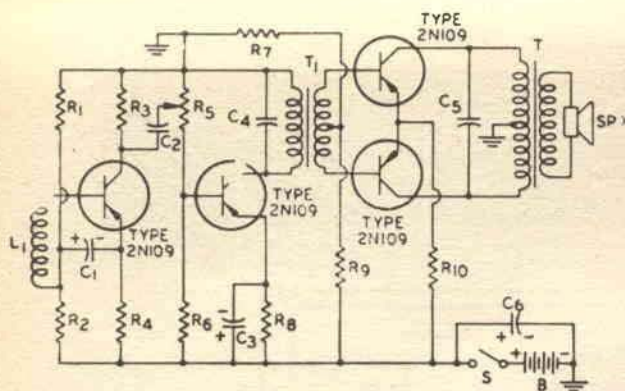 TYPE
2N109
R7
T1
T
R1
R3
C2
R5
C4
C5
SP
TYPE
2N109
TYPE
2N109
TYPE
2N109
L1
+ -
C1
R9
R10
R2
R4
R6
-
+
C3
R8
C6
+ -
S
+ -
B